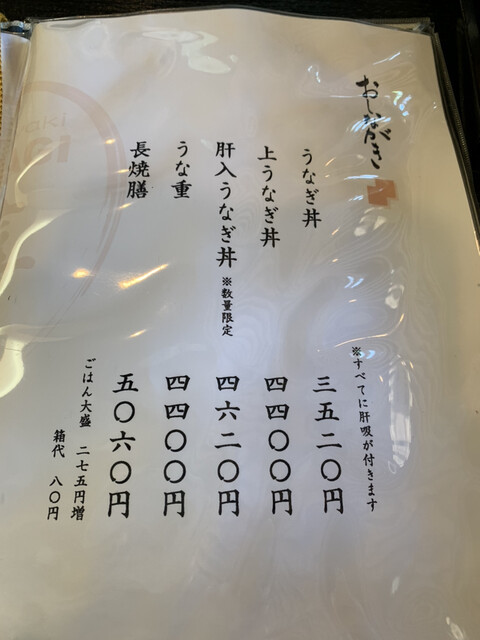 おしながき
※すべてに肝吸が付きます
うなぎ丼 三五二〇円
上うなぎ丼 四四〇〇円
肝入うなぎ丼 ※数量限定 四六二〇円
うな重 四四〇〇円
長焼膳 五〇六〇円
ごはん大盛 二七五円増
箱代 八〇円